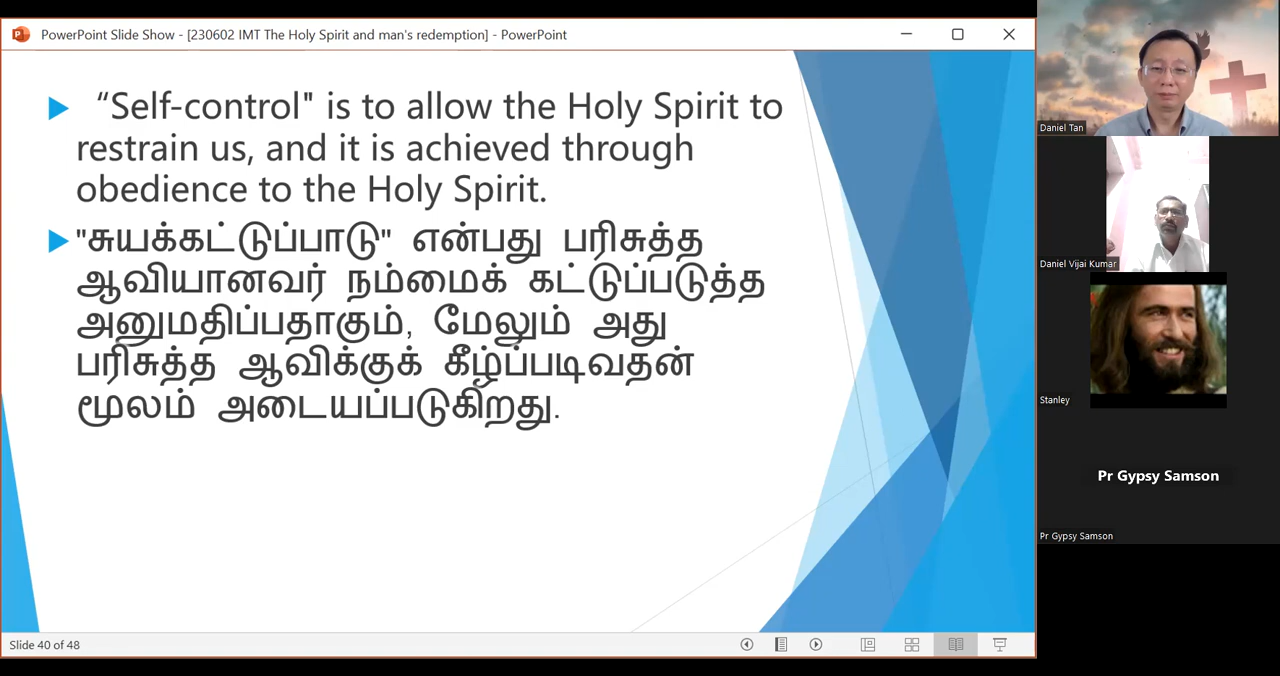 PowerPoint Slide Show - [230602 IMT The Holy Spirit and man's redemption] - PowerPoint
“Self-control" is to allow the Holy Spirit to
restrain us, and it is achieved through
obedience to the Holy Spirit.
"சுயக்கட்டுப்பாடு" என்பது பரிசுத்த
ஆவியானவர் நம்மைக் கட்டுப்படுத்த
அனுமதிப்பதாகும், மேலும் அது
பரிசுத்த ஆவிக்குக் கீழ்ப்படிவதன்
மூலம் அடையப்படுகிறது.
Slide 40 of 48
Daniel Tan
Daniel Vijai Kumar
Stanley
Pr Gypsy Samson
Pr Gypsy Samson